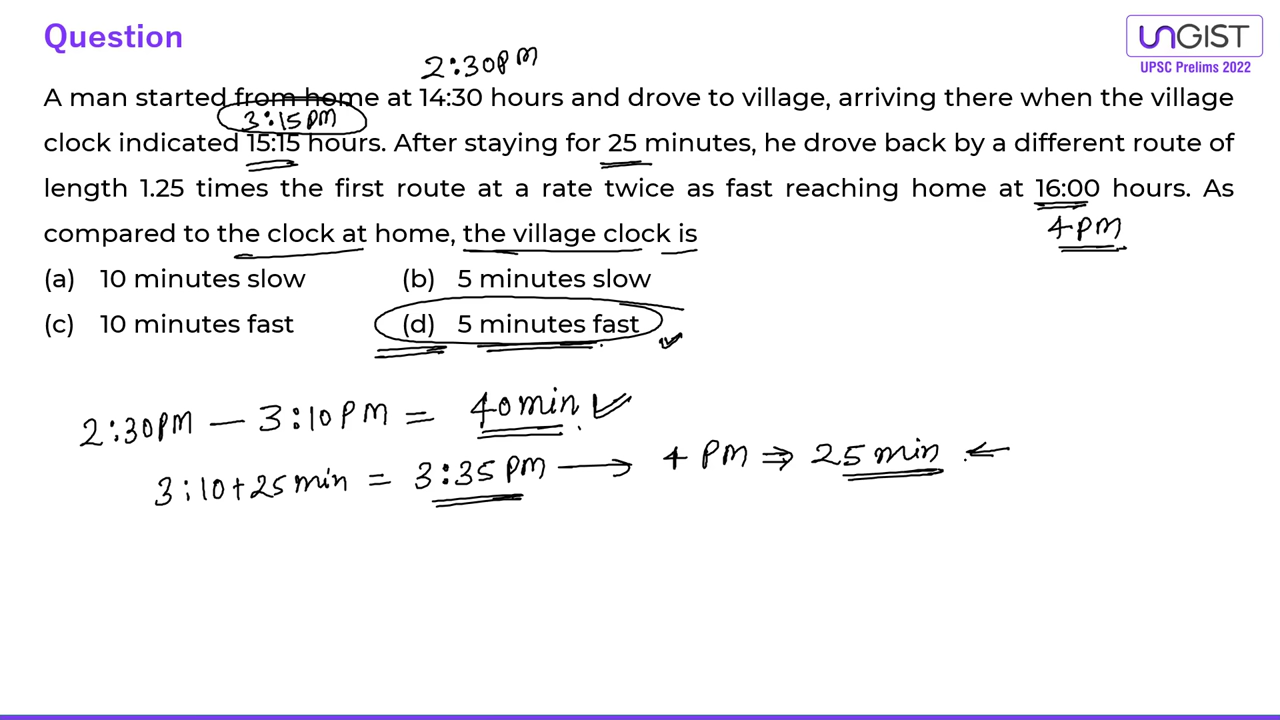 Question
UNGIST
UPSC Prelims 2022
2:30PM
A man started from home at 14:30 hours and drove to village, arriving there when the village
3:15PM
clock indicated 15:15 hours. After staying for 25 minutes, he drove back by a different route of
length 1.25 times the first route at a rate twice as fast reaching home at 16:00 hours. As
4PM
compared to the clock at home, the village clock is
(a) 10 minutes slow (b) 5 minutes slow
(c) 10 minutes fast (d) 5 minutes fast
2:30PM — 3:10PM = 40min
3:10+25min = 3:35PM → 4 PM ⇒ 25 min ←